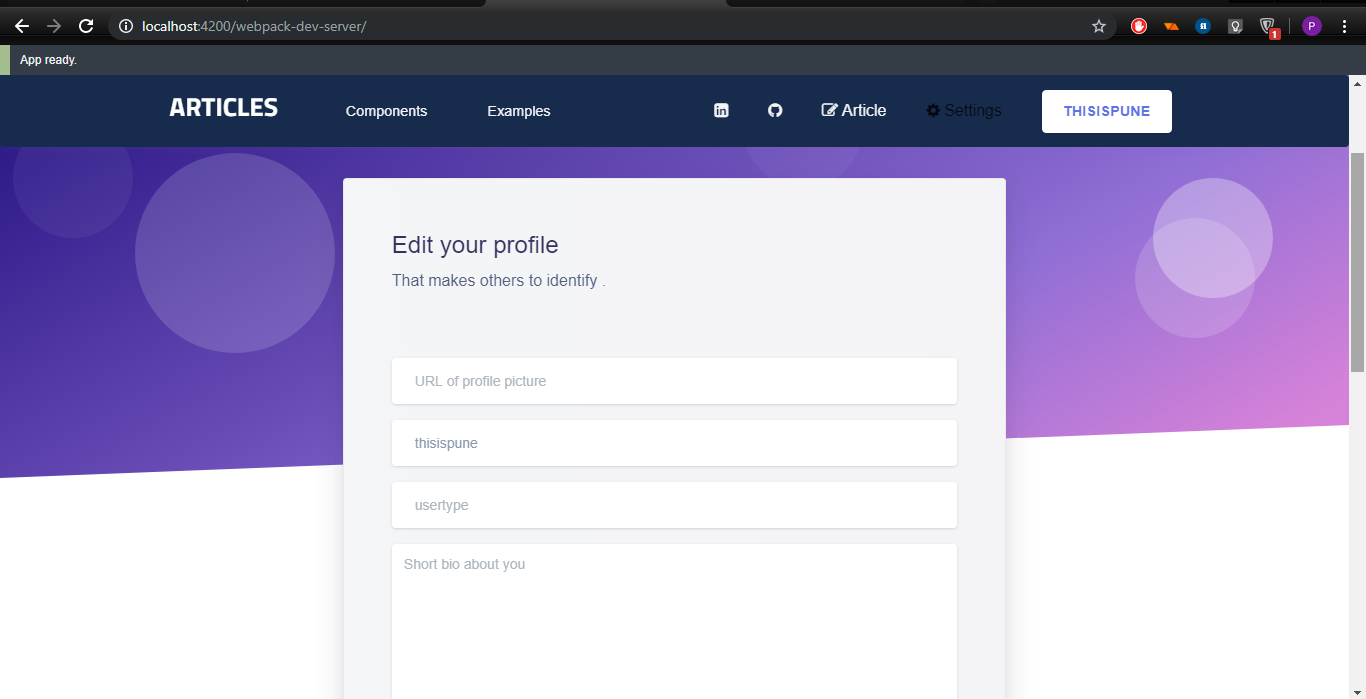 localhost:4200/webpack-dev-server/
1
P
App ready.
ARTICLES
Components
Examples
in
Article
Settings
THISISPUNE
Edit your profile
That makes others to identify .
URL of profile picture
thisispune
usertype
Short bio about you